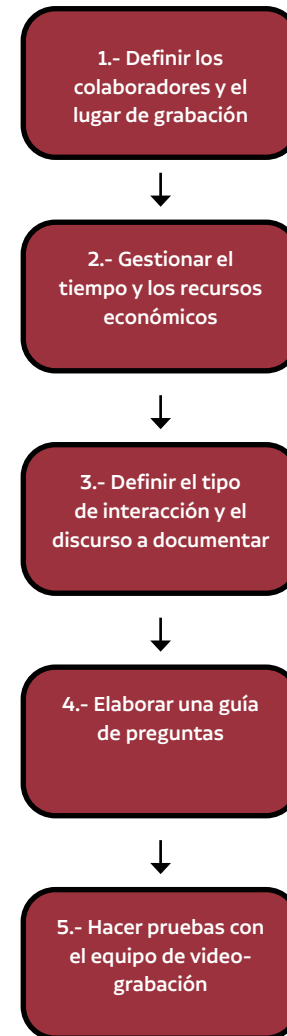 1.- Definir los
colaboradores y el
lugar de grabación
2.- Gestionar el
tiempo y los recursos
económicos
3.- Definir el tipo
de interacción y el
discurso a documentar
4.- Elaborar una guía
de preguntas
5.- Hacer pruebas con
el equipo de video-
grabación